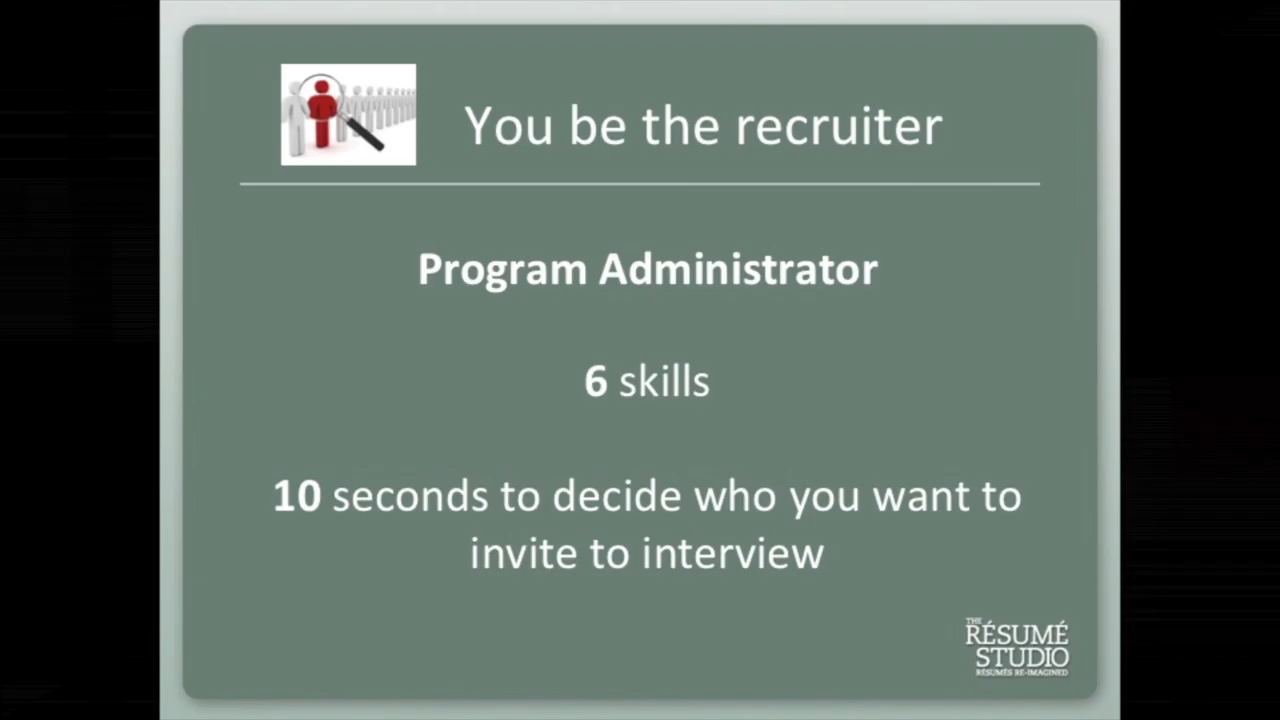 You be the recruiter
Program Administrator
6 skills
10 seconds to decide who you want to
invite to interview
THE
RÉSUMÉ
STUDIO
RÉSUMÉS RE-IMAGINED